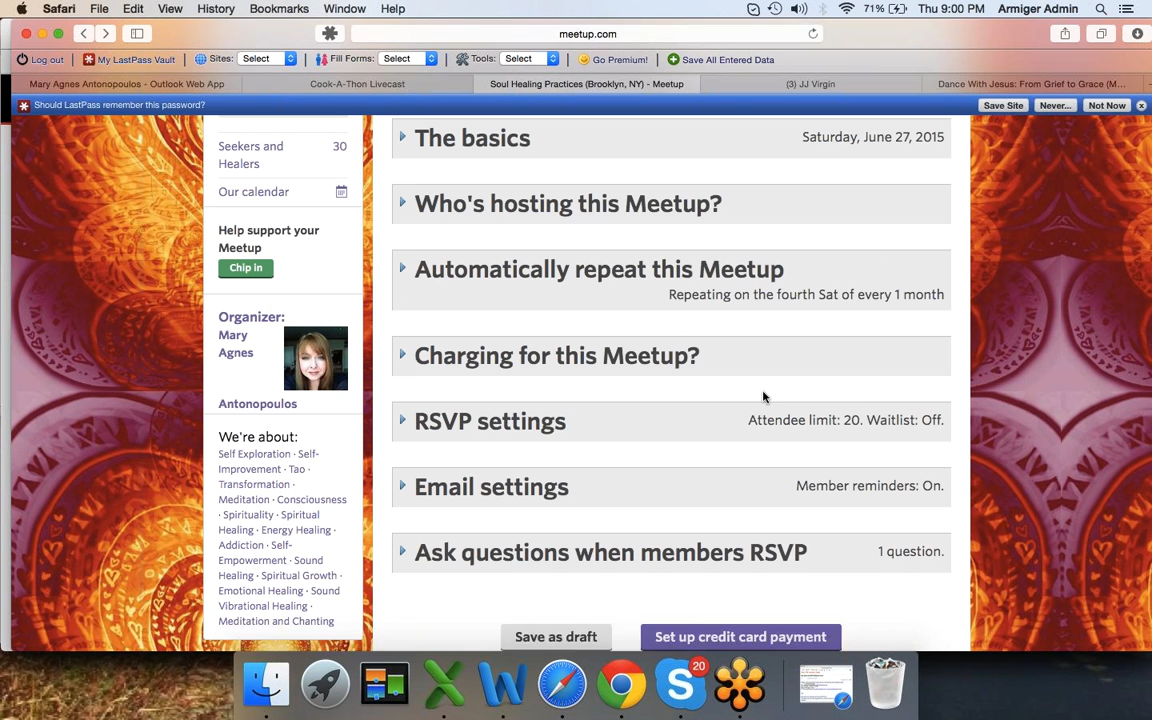 Safari File Edit View History Bookmarks Window Help 71% Thu 9:00 PM Armiger Admin
meetup.com
Log out My LastPass Vault Sites: Select Fill Forms: Select Tools: Select Go Premium! Save All Entered Data
Mary Agnes Antonopoulos - Outlook Web App Cook-A-Thon Livecast Soul Healing Practices (Brooklyn, NY) - Meetup (3) JJ Virgin Dance With Jesus: From Grief to Grace (M...
Should LastPass remember this password? Save Site Never... Not Now
Seekers and Healers 30
Our calendar
Help support your
Meetup
Chip in
Organizer:
Mary
Agnes
Antonopoulos
We're about:
Self Exploration · Self-
Improvement · Tao ·
Transformation ·
Meditation · Consciousness
· Spirituality · Spiritual
Healing · Energy Healing ·
Addiction · Self-
Empowerment · Sound
Healing · Spiritual Growth ·
Emotional Healing · Sound
Vibrational Healing ·
Meditation and Chanting
The basics Saturday, June 27, 2015
Who's hosting this Meetup?
Automatically repeat this Meetup
Repeating on the fourth Sat of every 1 month
Charging for this Meetup?
RSVP settings Attendee limit: 20. Waitlist: Off.
Email settings Member reminders: On.
Ask questions when members RSVP 1 question.
Save as draft Set up credit card payment
20